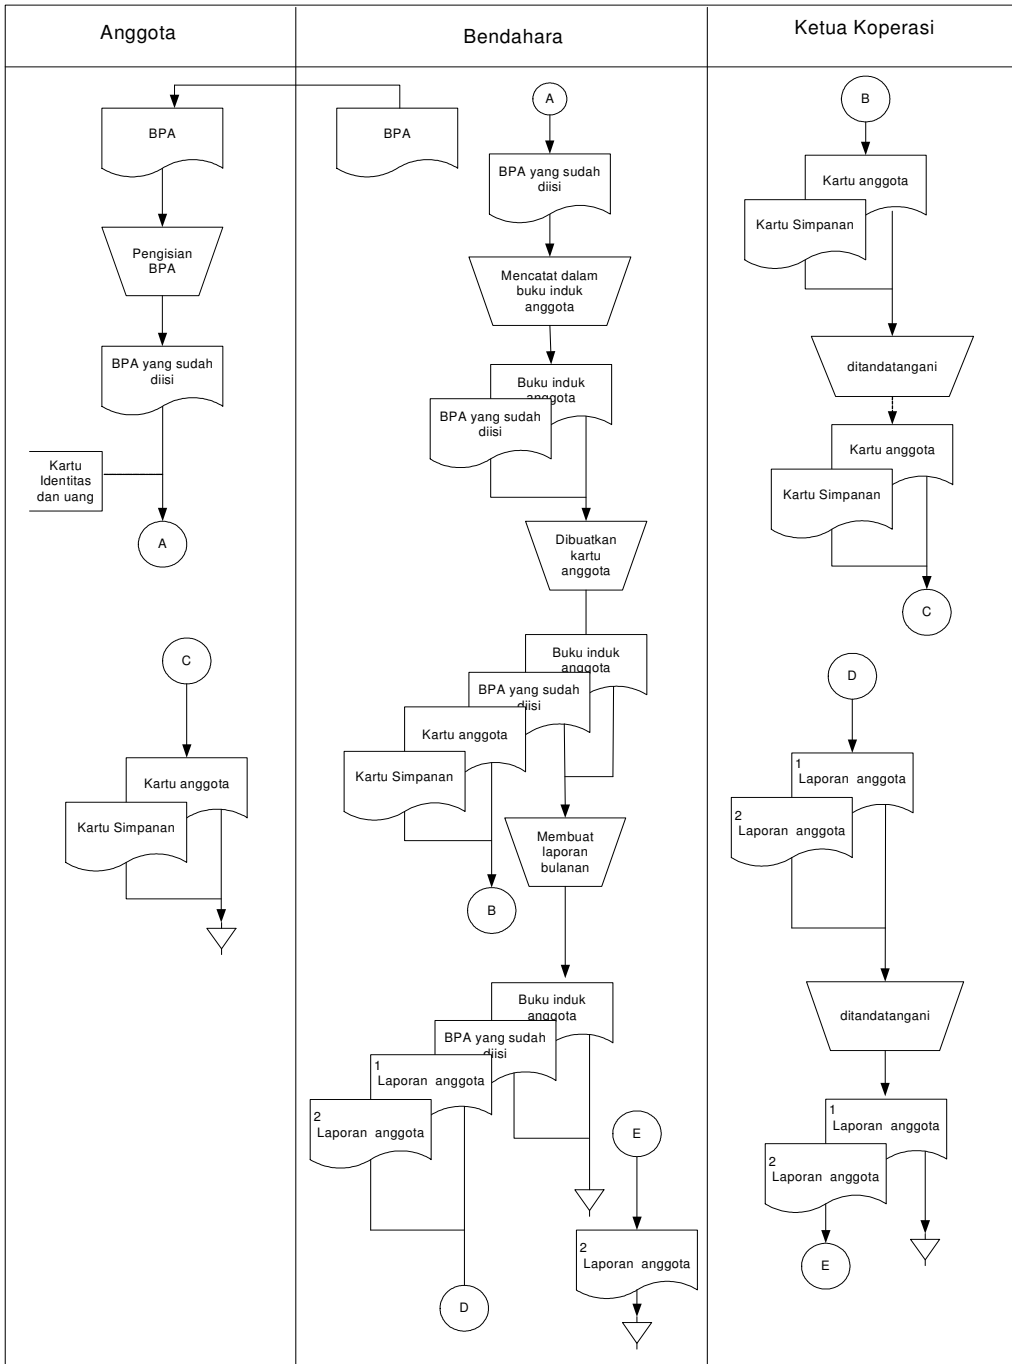 Anggota
Bendahara
Ketua Koperasi
BPA
Pengisian
BPA
BPA yang sudah
diisi
Kartu
Identitas
dan uang
A
C
Kartu anggota
Kartu Simpanan
BPA
A
BPA yang sudah
diisi
Mencatat dalam
buku induk
anggota
Buku induk
anggota
BPA yang sudah
diisi
Dibuatkan
kartu
anggota
Buku induk
anggota
BPA yang sudah
diisi
Kartu anggota
Kartu Simpanan
Membuat
laporan
bulanan
B
Buku induk
anggota
BPA yang sudah
diisi
1
Laporan anggota
2
Laporan anggota
D
E
2
Laporan anggota
B
Kartu anggota
Kartu Simpanan
ditandatangani
Kartu anggota
Kartu Simpanan
C
D
1
Laporan anggota
2
Laporan anggota
ditandatangani
1
Laporan anggota
2
Laporan anggota
E